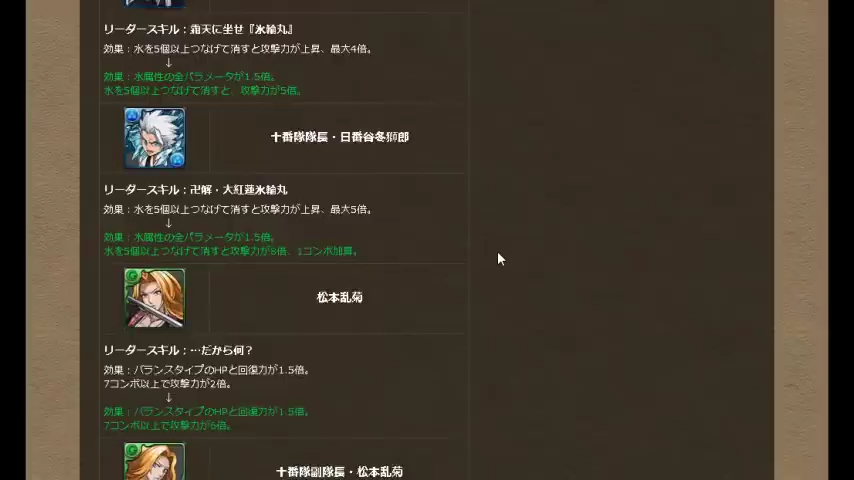 リーダースキル：霜天に坐せ『氷輪丸』
効果：水を5個以上つなげて消すと攻撃力が上昇、最大4倍。
↓
効果：水属性の全パラメータが1.5倍。
水を5個以上つなげて消すと、攻撃力が5倍。
十番隊隊長・日番谷冬獅郎
リーダースキル：卍解・大紅蓮氷輪丸
効果：水を5個以上つなげて消すと攻撃力が上昇、最大5倍。
↓
効果：水属性の全パラメータが1.5倍。
水を5個以上つなげて消すと攻撃力が8倍、1コンボ加算。
松本乱菊
リーダースキル：…だから何？
効果：バランスタイプのHPと回復力が1.5倍。
7コンボ以上で攻撃力が2倍。
↓
効果：バランスタイプのHPと回復力が1.5倍。
7コンボ以上で攻撃力が6倍。
十番隊副隊長・松本乱菊